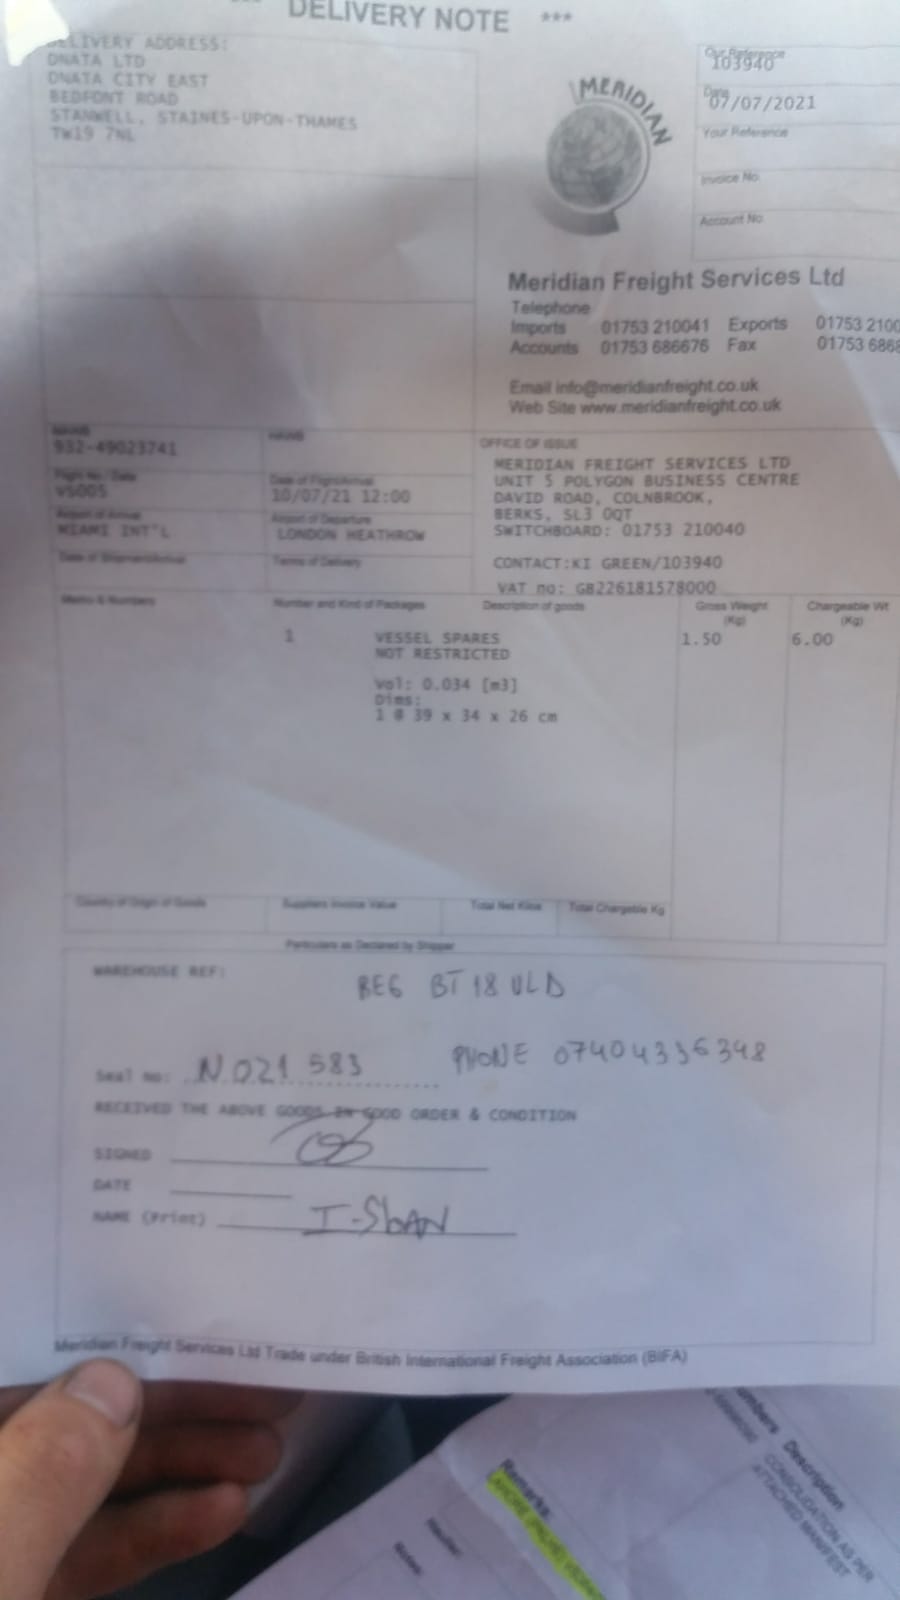 *** DELIVERY NOTE ***
DELIVERY ADDRESS:
DNATA LTD
DNATA CITY EAST
BEDFONT ROAD
STANWELL, STAINES-UPON-THAMES
TW19 7NL
MERIDIAN
Our Reference
103940
Date
07/07/2021
Your Reference
Invoice No.
Account No.
Meridian Freight Services Ltd
Telephone
Imports 01753 210041 Exports 01753 2100
Accounts 01753 686676 Fax 01753 686
Email info@meridianfreight.co.uk
Web Site www.meridianfreight.co.uk
MAWB
932-49023741
HAWB
Flight No / Date
VS005
Date of Flight/Arrival
10/07/21 12:00
Airport of Arrival
MIAMI INT'L
Airport of Departure
LONDON HEATHROW
Date of Shipment/Arrival
Terms of Delivery
OFFICE OF ISSUE
MERIDIAN FREIGHT SERVICES LTD
UNIT 5 POLYGON BUSINESS CENTRE
DAVID ROAD, COLNBROOK,
BERKS, SL3 0QT
SWITCHBOARD: 01753 210040
CONTACT:KI GREEN/103940
VAT no: GB226181578000
Marks & Numbers
Number and Kind of Packages
Description of goods
Gross Weight (Kg)
Chargeable Wt (Kg)
1 VESSEL SPARES 1.50 6.00
NOT RESTRICTED
Vol: 0.034 [m3]
Dims:
1 @ 39 x 34 x 26 cm
Country of Origin of Goods
Suppliers Invoice Value
Total Net Kilos
Total Chargeable Kg
Particulars as Declared by Shipper
WAREHOUSE REF:
BEG BT18 ULD
Seal no: N021583 PHONE 07404336348
RECEIVED THE ABOVE GOODS IN GOOD ORDER & CONDITION
SIGNED
DATE
NAME (Print) I-SbAN
Meridian Freight Services Ltd Trade under British International Freight Association (BIFA)
Remarks:
Description
CONSOLIDATION AS PER
ATTACHED MANIFEST